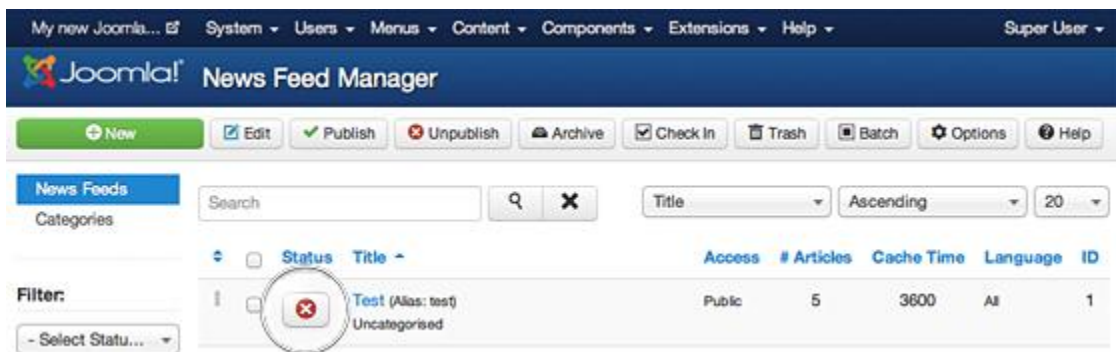 My new Joomla... System Users Menus Content Components Extensions Help Super User
Joomla! News Feed Manager
New Edit Publish Unpublish Archive Check In Trash Batch Options Help
News Feeds
Categories
Search Title Ascending 20
Status Title Access # Articles Cache Time Language ID
Filter:
Test (Alias: test) Public 5 3600 All 1
Uncategorised
- Select Statu...